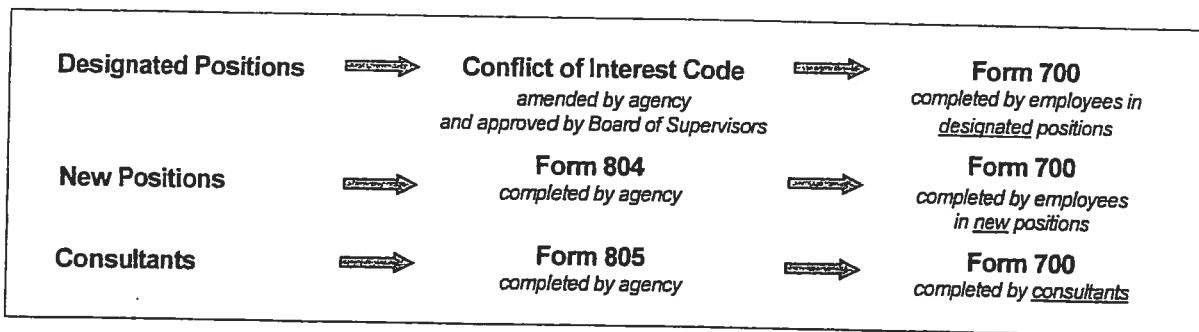 Designated Positions
Conflict of Interest Code
amended by agency
and approved by Board of Supervisors
Form 700
completed by employees in
designated positions
New Positions
Form 804
completed by agency
Form 700
completed by employees
in new positions
Consultants
Form 805
completed by agency
Form 700
completed by consultants